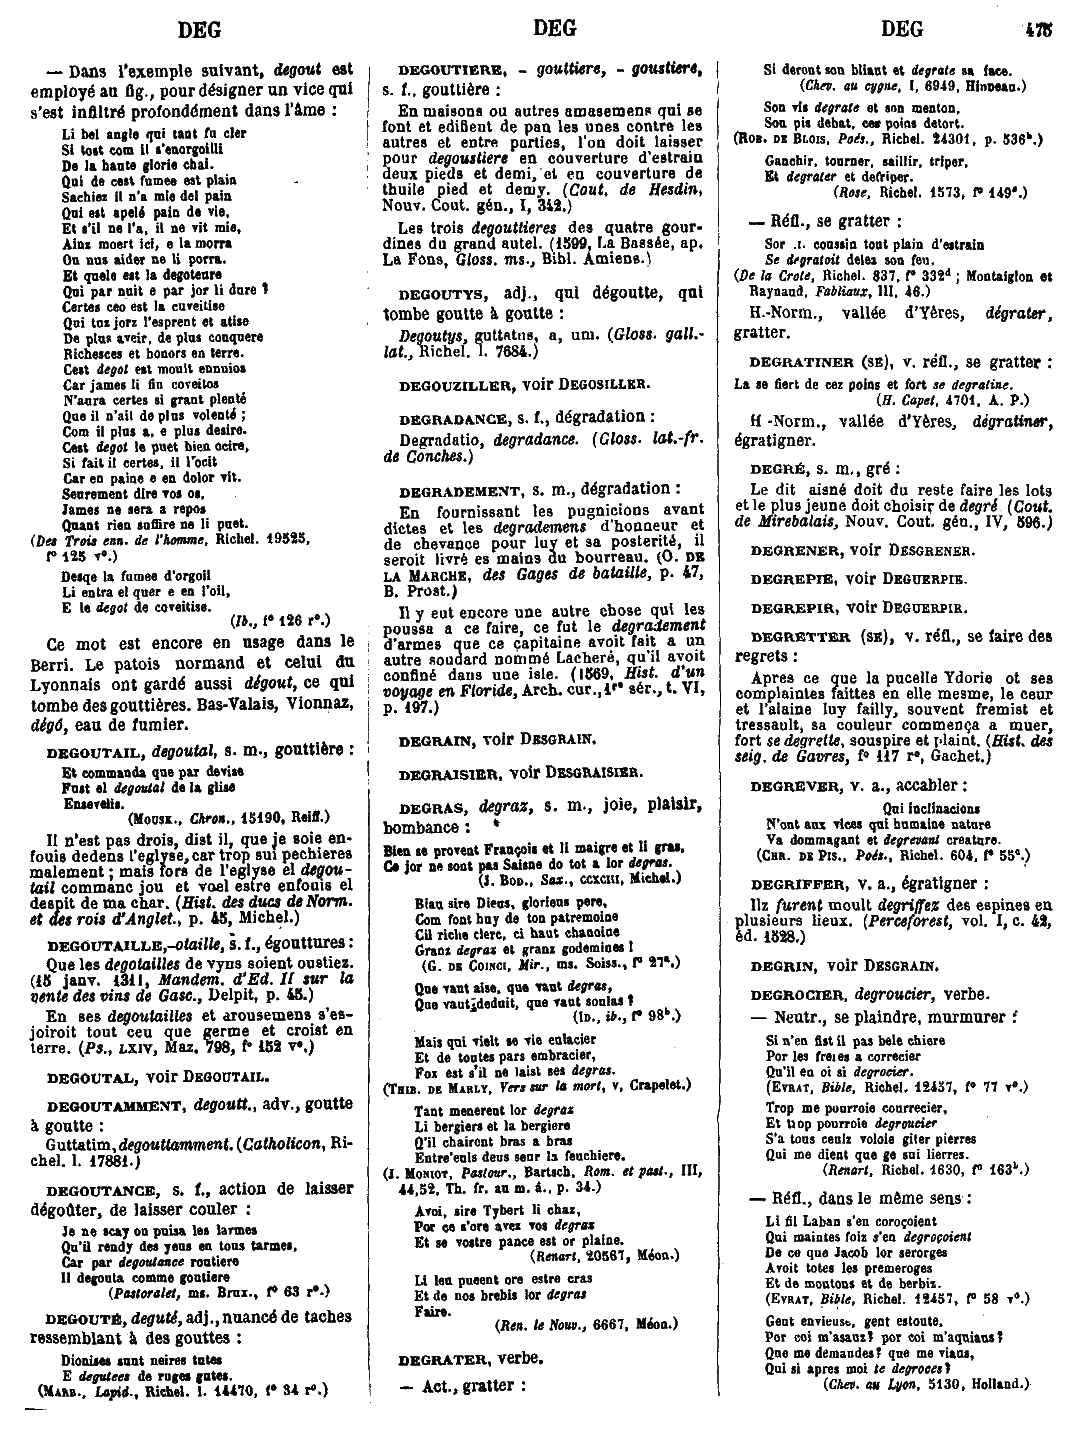 DEG
DEG
DEG
475
— Dans l'exemple suivant, degout est
employé au fig., pour désigner un vice qui
s'est infiltré profondément dans l'âme :
Li bel angle qui tant fu cler
Si tost com il s'enorgoilli
De la haute glorie chai.
Qui de cest fumee est plain
Sachiez il n'a mie del pain
Qui est apelé pain de vie,
Et s'il ne l'a, il ne vit mie,
Ainz moert ici, e la morra
Ou nus aider ne li porra.
Et quele est la degoteure
Qui par nuit e par jor li dure ?
Certes ceo est la cuveitise
Qui toz jorz l'esprent et atise
De plus aveir, de plus conquere
Richesces et honors en terre.
Cest degot est moult ennuios
Car james li fin coveitos
N'aura certes si grant plenté
Que il n'ait de plus volenté ;
Com il plus a, e plus desire.
Cest degot le puet bien ocire,
Si fait il certes, il l'ocit
Car en paine e en dolor vit.
Seurement dire vos os,
James ne sera a repos
Quant rien suffire ne li puet.
(Des Trois enn. de l'homme, Richel. 19525,
f° 125 v°.)
Desqe la fumee d'orgoil
Li entra el quer e en l'oil,
E le degot de coveitise.
(Ib., f° 126 r°.)
Ce mot est encore en usage dans le
Berri. Le patois normand et celui du
Lyonnais ont gardé aussi dégout, ce qui
tombe des gouttières. Bas-Valais, Vionnaz,
dégó, eau de fumier.
DEGOUTAIL, degoutal, s. m., gouttière :
Et commanda que par devise
Fust el degoutal de la glise
Ensevelis.
(Mousk., Chron., 15190, Reiff.)
Il n'est pas drois, dist il, que je soie en-
fouis dedens l'eglyse, car trop sui pechieres
malement ; mais fors de l'eglyse el degou-
tail commanc jou et voel estre enfouis el
despit de ma char. (Hist. des ducs de Norm.
et des rois d'Anglet., p. 45, Michel.)
DEGOUTAILLE, -otaille, s. f., égouttures :
Que les degotailles de vyns soient oustiez.
(15 janv. 1311, Mandem. d'Ed. II sur la
vente des vins de Gasc., Delpit, p. 45.)
En ses degoutailles et arousemens s'es-
joiroit tout ceu que germe et croist en
terre. (Ps., LXIV, Maz. 798, f° 152 v°.)
DEGOUTAL, voir DEGOUTAIL.
DEGOUTAMMENT, degoutt., adv., goutte
à goutte :
Guttatim, degouttamment. (Catholicon, Ri-
chel. l. 17881.)
DEGOUTANCE, s. f., action de laisser
dégoûter, de laisser couler :
Je ne scay ou puisa les larmes
Qu'il rendy des yeus en tous tarmes,
Car par degoutance routiere
Il degouta comme goutiere
(Pastoralet, ms. Brux., f° 63 r°.)
DEGOUTÉ, deguté, adj., nuancé de taches
ressemblant à des gouttes :
Dionises sunt neires tutes
E degutees de ruges gutes.
(Marb., Lapid., Richel. l. 14470, f° 34 r°.)
DEGOUTIERE, - gouttiere, - goustiere,
s. f., gouttière :
En maisons ou autres amasemens qui se
font et edifient de pan les unes contre les
autres et entre parties, l'on doit laisser
pour degoustiere en couverture d'estrain
deux pieds et demi, et en couverture de
thuile pied et demy. (Cout. de Hesdin,
Nouv. Cout. gén., I, 342.)
Les trois degouttieres des quatre gour-
dines du grand autel. (1599, La Bassée, ap.
La Fons, Gloss. ms., Bibl. Amiens.)
DEGOUTYS, adj., qui dégoutte, qui
tombe goutte à goutte :
Degoutys, guttatus, a, um. (Gloss. gall.-
lat., Richel. l. 7684.)
DEGOUZILLER, voir DEGOSILLER.
DEGRADANCE, s. f., dégradation :
Degradatio, degradance. (Gloss. lat.-fr.
de Conches.)
DEGRADEMENT, s. m., dégradation :
En fournissant les pugnicions avant
dictes et les degrademens d'honneur et
de chevance pour luy et sa posterité, il
seroit livré es mains du bourreau. (O. DE
LA MARCHE, des Gages de bataille, p. 47,
B. Prost.)
Il y eut encore une autre chose qui les
poussa a ce faire, ce fut le degradement
d'armes que ce capitaine avoit fait a un
autre soudard nommé Lacheré, qu'il avoit
confiné dans une isle. (1569, Hist. d'un
voyage en Floride, Arch. cur., 1re sér., t. VI,
p. 197.)
DEGRAIN, voir DESGRAIN.
DEGRAISIER, voir DESGRAISIER.
DEGRAS, degraz, s. m., joie, plaisir,
bombance :
Bien se provent François et li maigre et li gras,
Ce jor ne sont pas Saisne do tot a lor degras.
(J. Bod., Sax., CCXCIII, Michel.)
Biau sire Dieus, glorieus pere,
Com font huy de ton patremoine
Cil riche clerc, ci haut chanoine
Granz degraz et granz godemines !
(G. DE COINCI, Mir., ms. Soiss., f° 27a.)
Que vaut aise, que vaut degras,
Que vaut deduit, que vaut soulas ?
(ID., ib., f° 98b.)
Mais qui vielt se vie enlacier
Et de toutes pars embracier,
Fox est s'il ne laist ses degras.
(THIB. DE MARLY, Vers sur la mort, v, Crapelet.)
Tant menerent lor degraz
Li bergiers et la bergiere
Q'il chairent bras a bras
Entre'euls deus seur la feuchiere.
(J. MONIOT, Pastour., Bartsch, Rom. et past., III,
44,52, Th. fr. au m. â., p. 34.)
Avoi, sire Tybert li chaz,
Por ce s'ore avez vos degraz
Et se vostre pance est or plaine.
(Renart, 20567, Méon.)
Li leu pueent ore estre cras
Et de nos brebis lor degras
Faire.
(Ren. le Nouv., 6667, Méon.)
DEGRATER, verbe.
— Act., gratter :
Si deront son bliaut et degrate sa face.
(Chev. au cygne, I, 6949, Hippeau.)
Son vis degrate et son menton,
Son pis debat, ces poins detort.
(ROB. DE BLOIS, Poés., Richel. 24301, p. 536b.)
Ganchir, tourner, saillir, triper,
Et degrater et defriper.
(Rose, Richel. 1573, f° 149a.)
— Réfl., se gratter :
Sor .I. coussin tout plain d'estrain
Se degratoit delez son feu.
(De la Crote, Richel. 837, f° 332d ; Montaiglon et
Raynaud, Fabliaux, III, 46.)
H.-Norm., vallée d'Yères, dégrater,
gratter.
DEGRATINER (SE), v. réfl., se gratter :
La se fiert de cez poins et fort se degratine.
(H. Capet, 4701, A. P.)
H -Norm., vallée d'Yères, dégratiner,
égratigner.
DEGRÉ, s. m., gré :
Le dit aisné doit du reste faire les lots
et le plus jeune doit choisir de degré (Cout.
de Mirebalais, Nouv. Cout. gén., IV, 596.)
DEGRENER, voir DESGRENER.
DEGREPIE, voir DEGUERPIE.
DEGREPIR, voir DEGUERPIR.
DEGRETTER (SE), v. réfl., se faire des
regrets :
Apres ce que la pucelle Ydorie ot ses
complaintes faittes en elle mesme, le ceur
et l'alaine luy failly, souvent fremist et
tressault, sa couleur commença a muer,
fort se degrette, souspire et plaint. (Hist. des
seig. de Gavres, f° 117 r°, Gachet.)
DEGREVER, v. a., accabler :
Qui inclinacions
N'ont aux vices qui humaine nature
Va dommagant et degrevant creature.
(CHR. DE PIS., Poés., Richel. 604, f° 55c.)
DEGRIFFER, v. a., égratigner :
Ilz furent moult degriffez des espines en
plusieurs lieux. (Perceforest, vol. I, c. 42,
éd. 1528.)
DEGRIN, voir DESGRAIN.
DEGROCIER, degroucier, verbe.
— Neutr., se plaindre, murmurer :
Si n'en fist il pas bele chiere
Por les freres a correcier
Qu'il en oi si degrocier.
(EVRAT, Bible, Richel. 12457, f° 77 v°.)
Trop me pourroie courrecier,
Et trop pourroie degroucier
S'a tous ceulz voloie giter pierres
Qui me dient que ge sui lierres.
(Renart, Richel. 1630, f° 163b.)
— Réfl., dans le même sens :
Li fil Laban s'en coroçoient
Qui maintes foiz s'en degroçoient
De ce que Jacob lor serorges
Avoit totes les premeroges
Et de moutons et de berbiz.
(EVRAT, Bible, Richel. 12457, f° 58 v°.)
Gent envieuse, gent estoute,
Por coi m'asauz ? por coi m'aquians ?
Que me demandes ? que me vians,
Qui si apres moi te degroces ?
(Chev. au Lyon, 5130, Holland.)